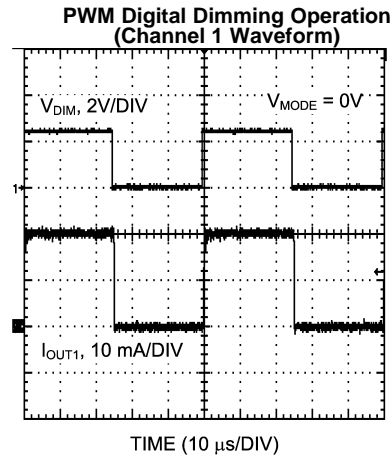 PWM Digital Dimming Operation
(Channel 1 Waveform)
V_DIM, 2V/DIV
V_MODE = 0V
1
I_OUT1, 10 mA/DIV
TIME (10 µs/DIV)